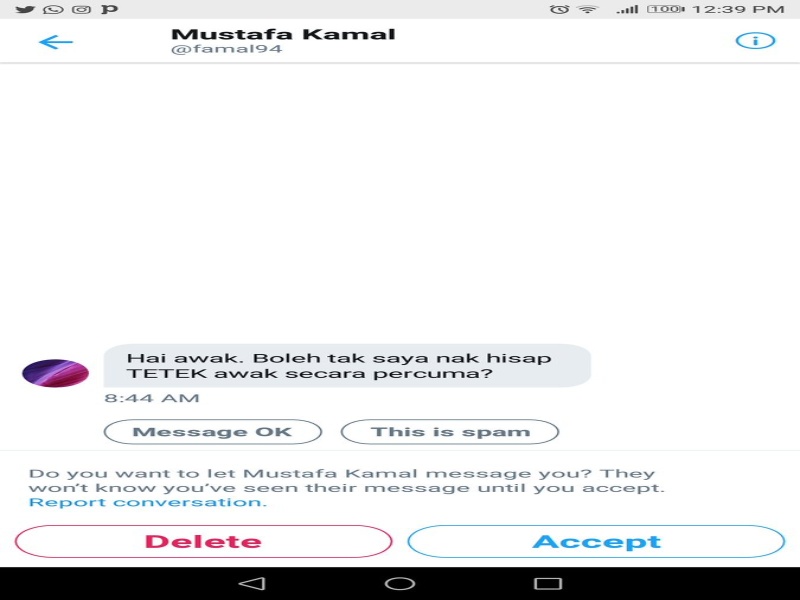 100 12:39 PM
Mustafa Kamal
@famal94
Hai awak. Boleh tak saya nak hisap
TETEK awak secara percuma?
8:44 AM
Message OK This is spam
Do you want to let Mustafa Kamal message you? They
won't know you've seen their message until you accept.
Report conversation.
Delete Accept